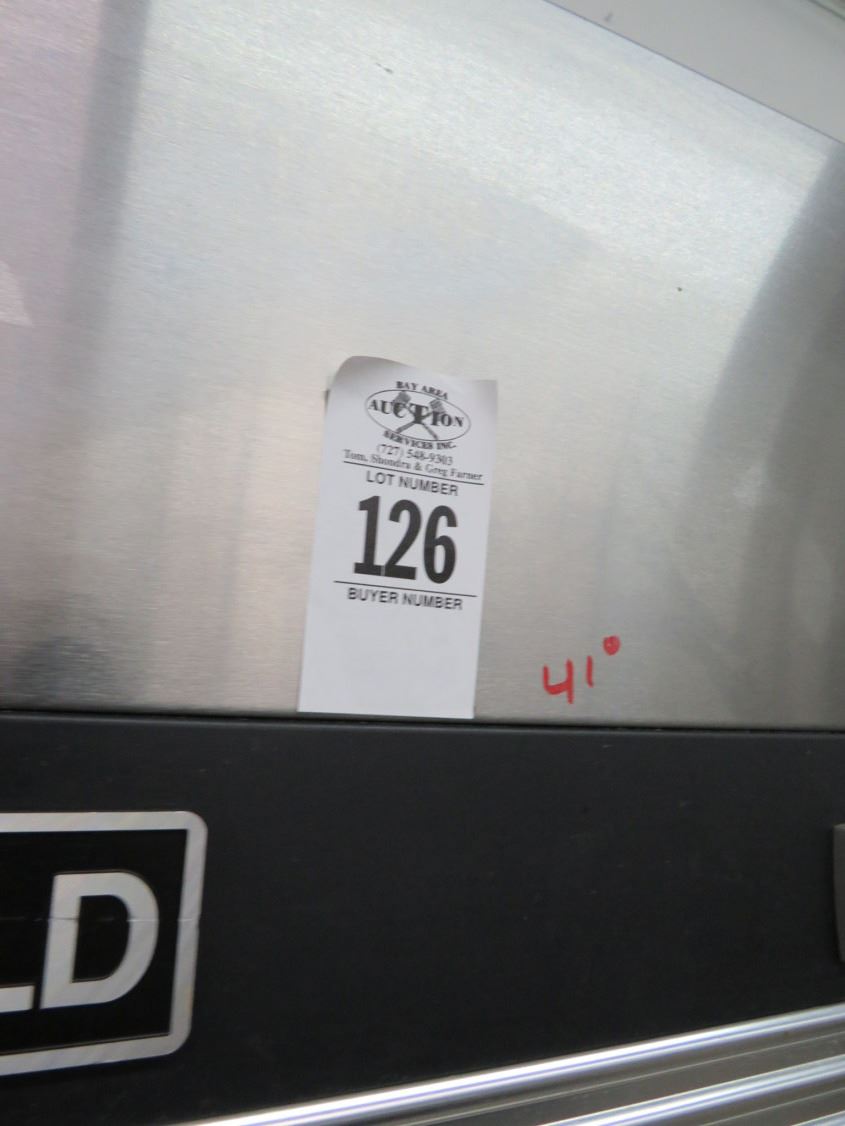 BAY AREA
AUCTION
SERVICES INC.
(727) 548-9303
Tom, Shondra & Greg Farner
LOT NUMBER
126
BUYER NUMBER
41°
LD